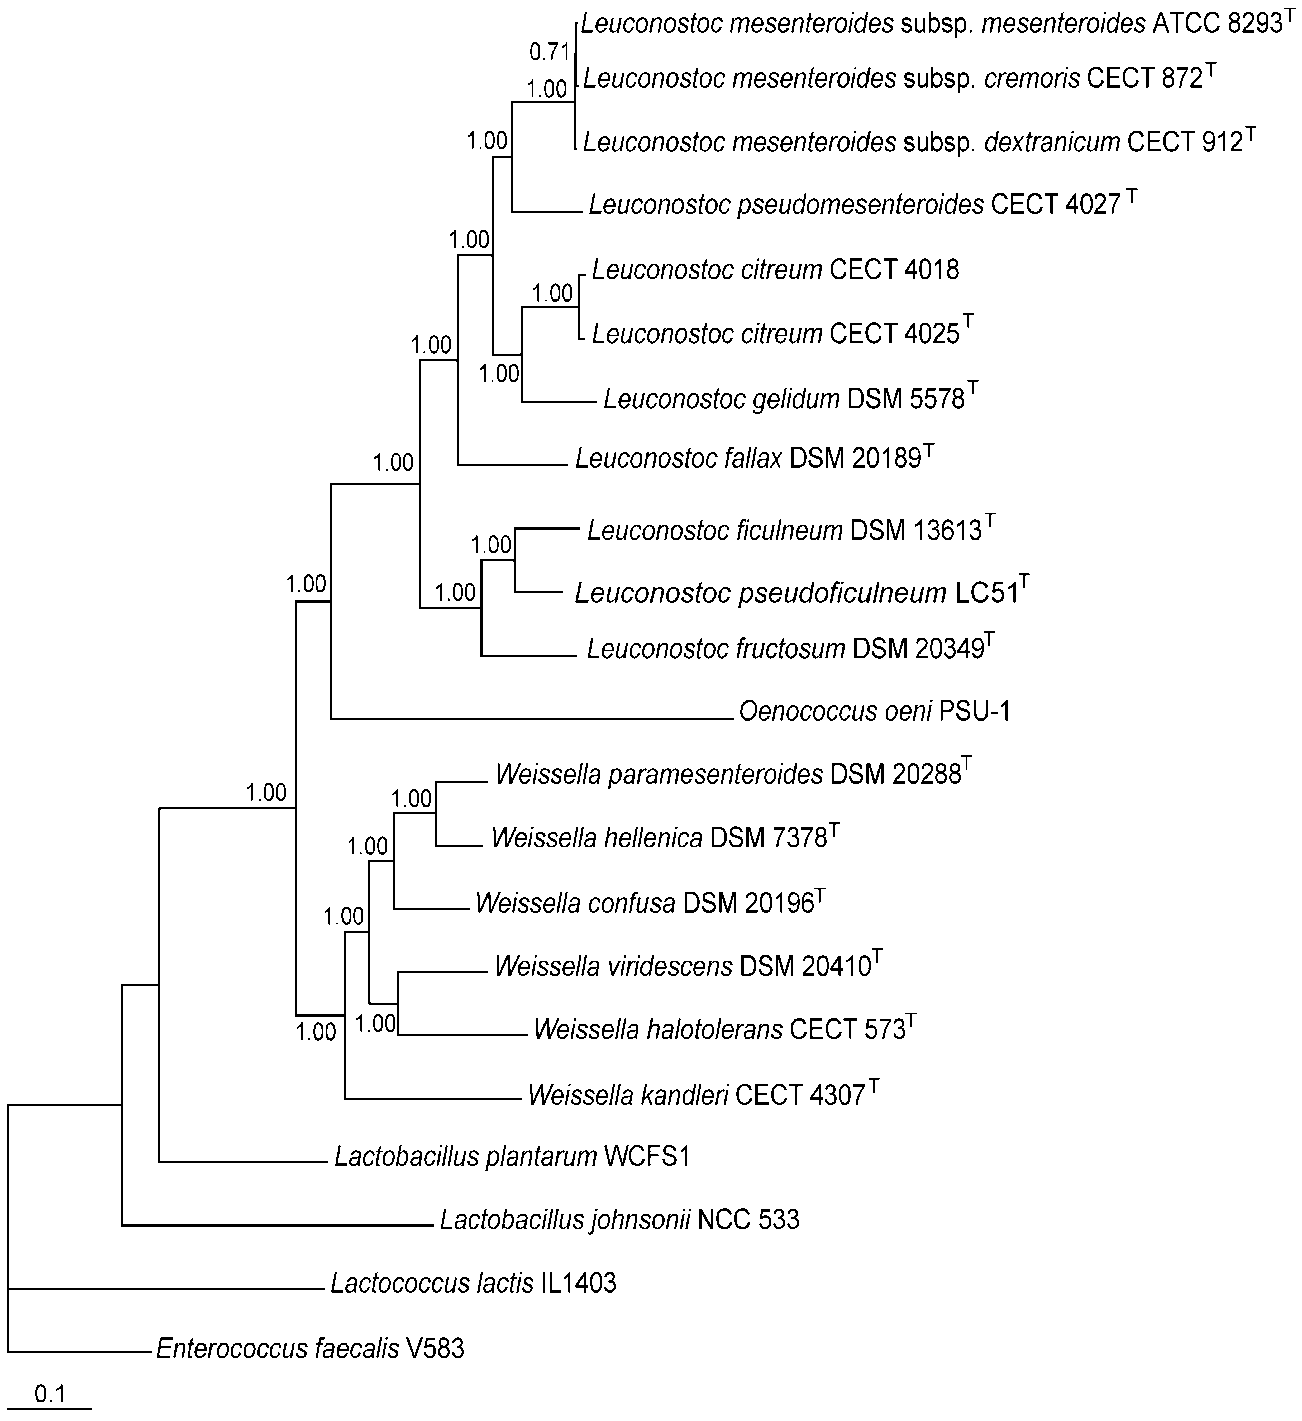 Leuconostoc mesenteroides subsp. mesenteroides ATCC 8293T
0.71
Leuconostoc mesenteroides subsp. cremoris CECT 872T
1.00
Leuconostoc mesenteroides subsp. dextranicum CECT 912T
1.00
Leuconostoc pseudomesenteroides CECT 4027 T
1.00
Leuconostoc citreum CECT 4018
1.00
Leuconostoc citreum CECT 4025T
1.00
1.00
Leuconostoc gelidum DSM 5578T
Leuconostoc fallax DSM 20189T
1.00
Leuconostoc ficulneum DSM 13613T
1.00
Leuconostoc pseudoficulneum LC51T
1.00
1.00
Leuconostoc fructosum DSM 20349T
Oenococcus oeni PSU-1
Weissella paramesenteroides DSM 20288T
1.00
1.00
Weissella hellenica DSM 7378T
1.00
Weissella confusa DSM 20196T
1.00
Weissella viridescens DSM 20410T
1.00
1.00
Weissella halotolerans CECT 573T
Weissella kandleri CECT 4307T
Lactobacillus plantarum WCFS1
Lactobacillus johnsonii NCC 533
Lactococcus lactis IL1403
Enterococcus faecalis V583
0.1